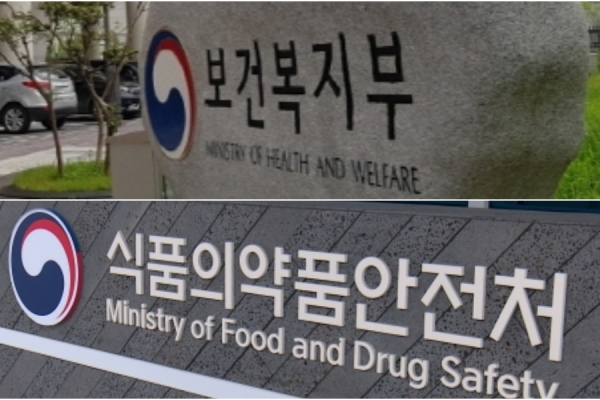 보건복지부
MINISTRY OF HEALTH AND WELFARE
식품의약품안전처
Ministry of Food and Drug Safety